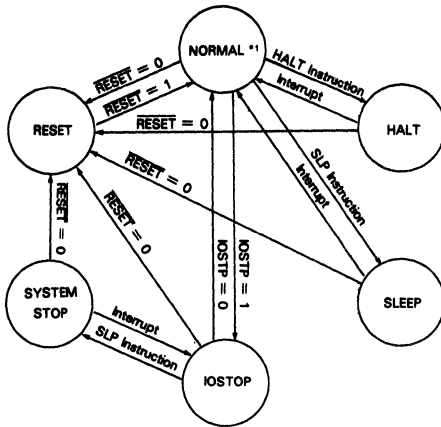 NORMAL *1
RESET = 0
RESET = 1
HALT Instruction
Interrupt
RESET
HALT
RESET = 0
RESET = 0
SLP Instruction
Interrupt
RESET = 0
RESET = 0
IOSTP = 0
IOSTP = 1
SYSTEM
STOP
SLEEP
Interrupt
SLP Instruction
IOSTOP